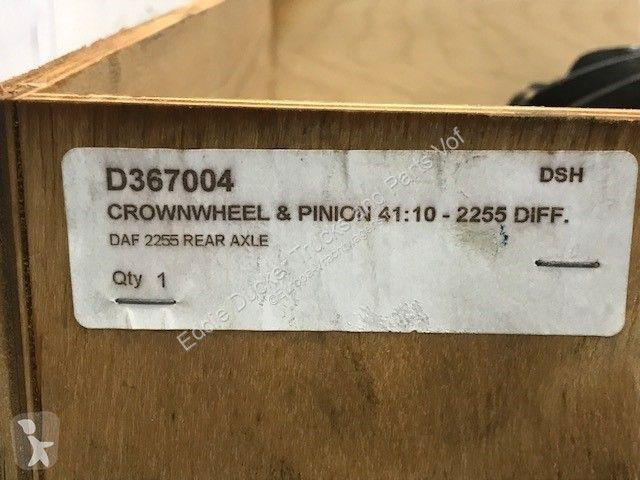 D367004
DSH
CROWNWHEEL & PINION 41:10 - 2255 DIFF.
DAF 2255 REAR AXLE
Qty 1